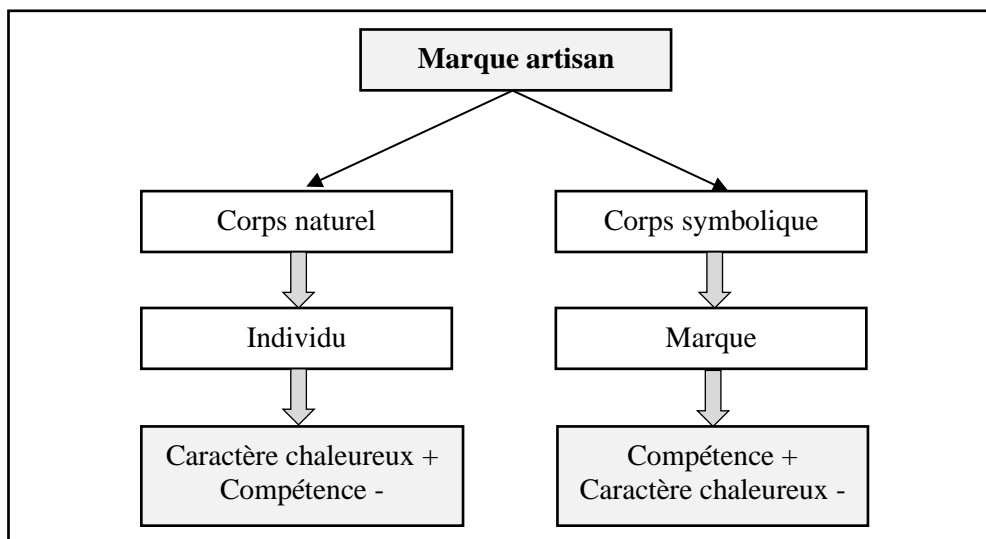 Marque artisan
Corps naturel
Corps symbolique
Individu
Marque
Caractère chaleureux +
Compétence -
Compétence +
Caractère chaleureux -